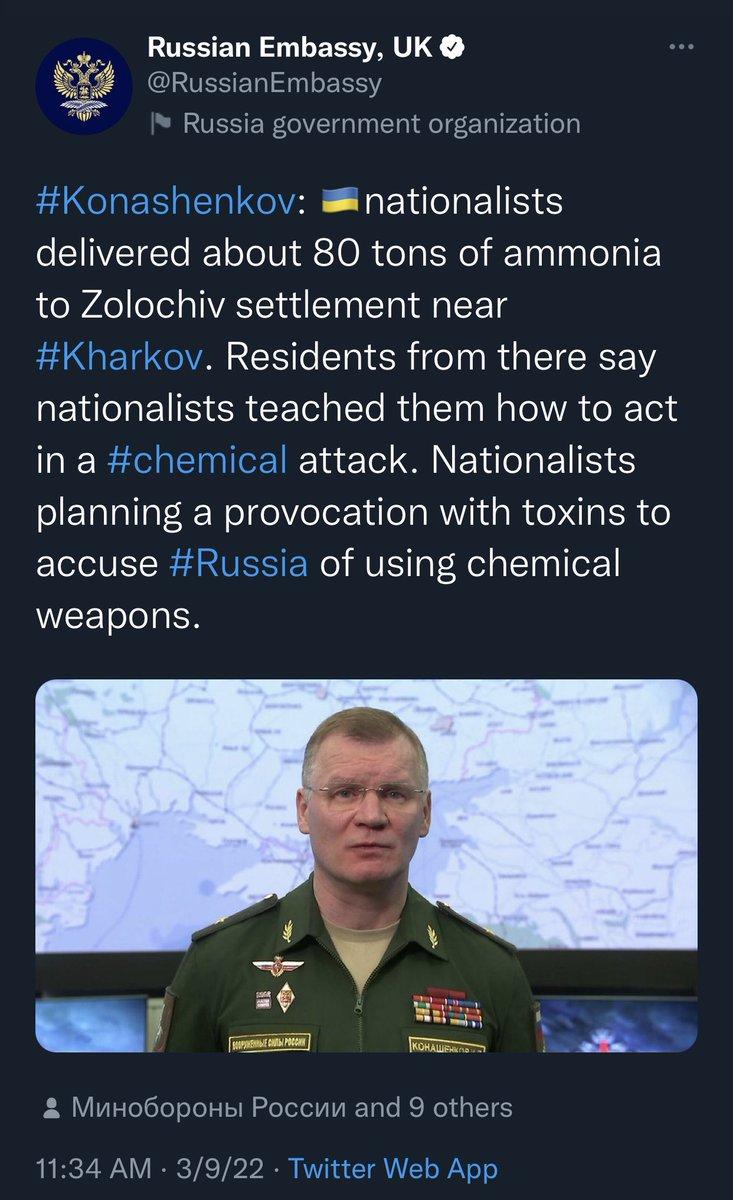 Russian Embassy, UK
@RussianEmbassy
Russia government organization
#Konashenkov: 🇺🇦nationalists
delivered about 80 tons of ammonia
to Zolochiv settlement near
#Kharkov. Residents from there say
nationalists teached them how to act
in a #chemical attack. Nationalists
planning a provocation with toxins to
accuse #Russia of using chemical
weapons.
ВООРУЖЕННЫЕ СИЛЫ РОССИИ
Минобороны России and 9 others
11:34 AM · 3/9/22 · Twitter Web App